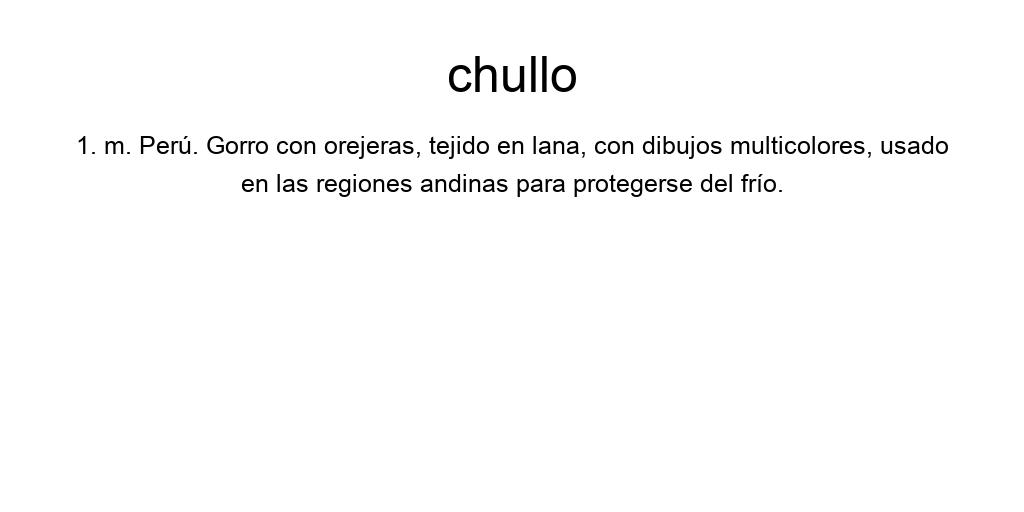 chullo
1. m. Perú. Gorro con orejeras, tejido en lana, con dibujos multicolores, usado
en las regiones andinas para protegerse del frío.